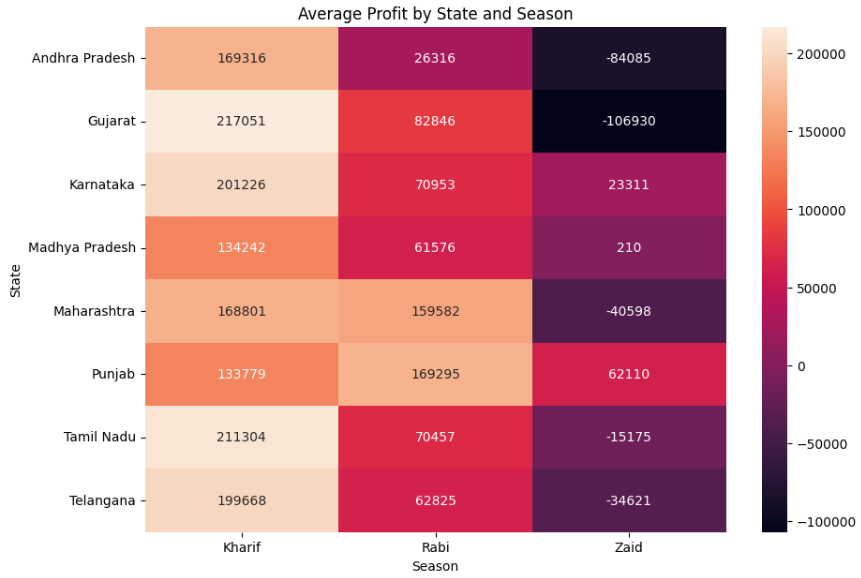 Average Profit by State and Season
State
Andhra Pradesh 169316 26316 -84085
Gujarat 217051 82846 -106930
Karnataka 201226 70953 23311
Madhya Pradesh 134242 61576 210
Maharashtra 168801 159582 -40598
Punjab 133779 169295 62110
Tamil Nadu 211304 70457 -15175
Telangana 199668 62825 -34621
Kharif Rabi Zaid
Season
200000
150000
100000
50000
0
−50000
−100000